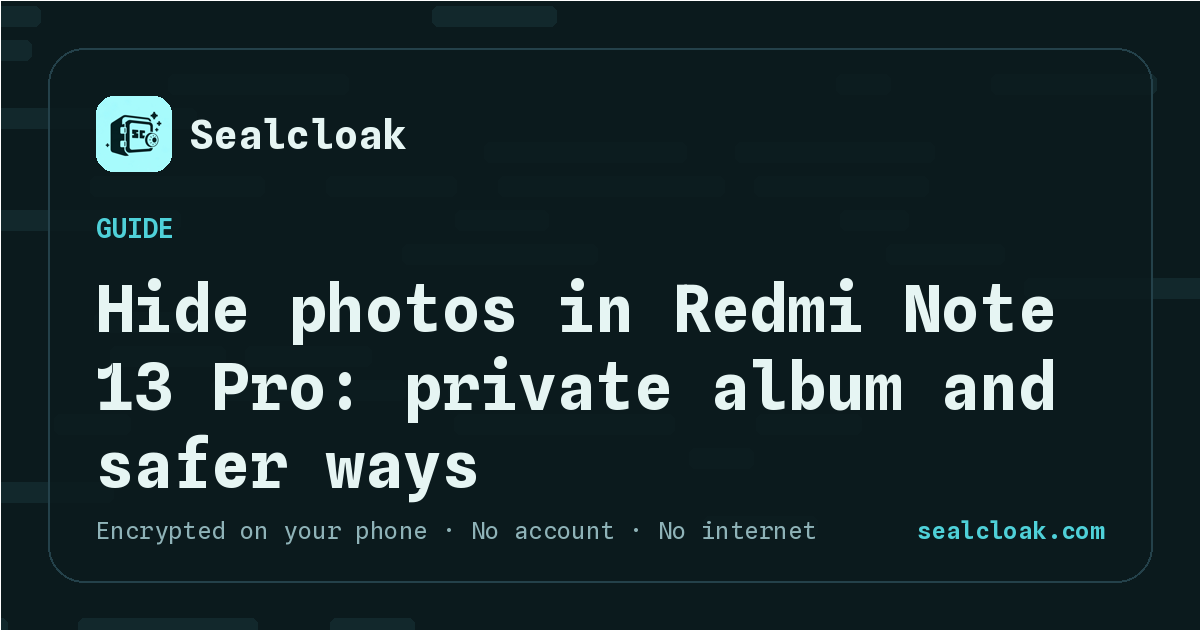 SC
Sealcloak
GUIDE
Hide photos in Redmi Note
13 Pro: private album and
safer ways
Encrypted on your phone · No account · No internet
sealcloak.com